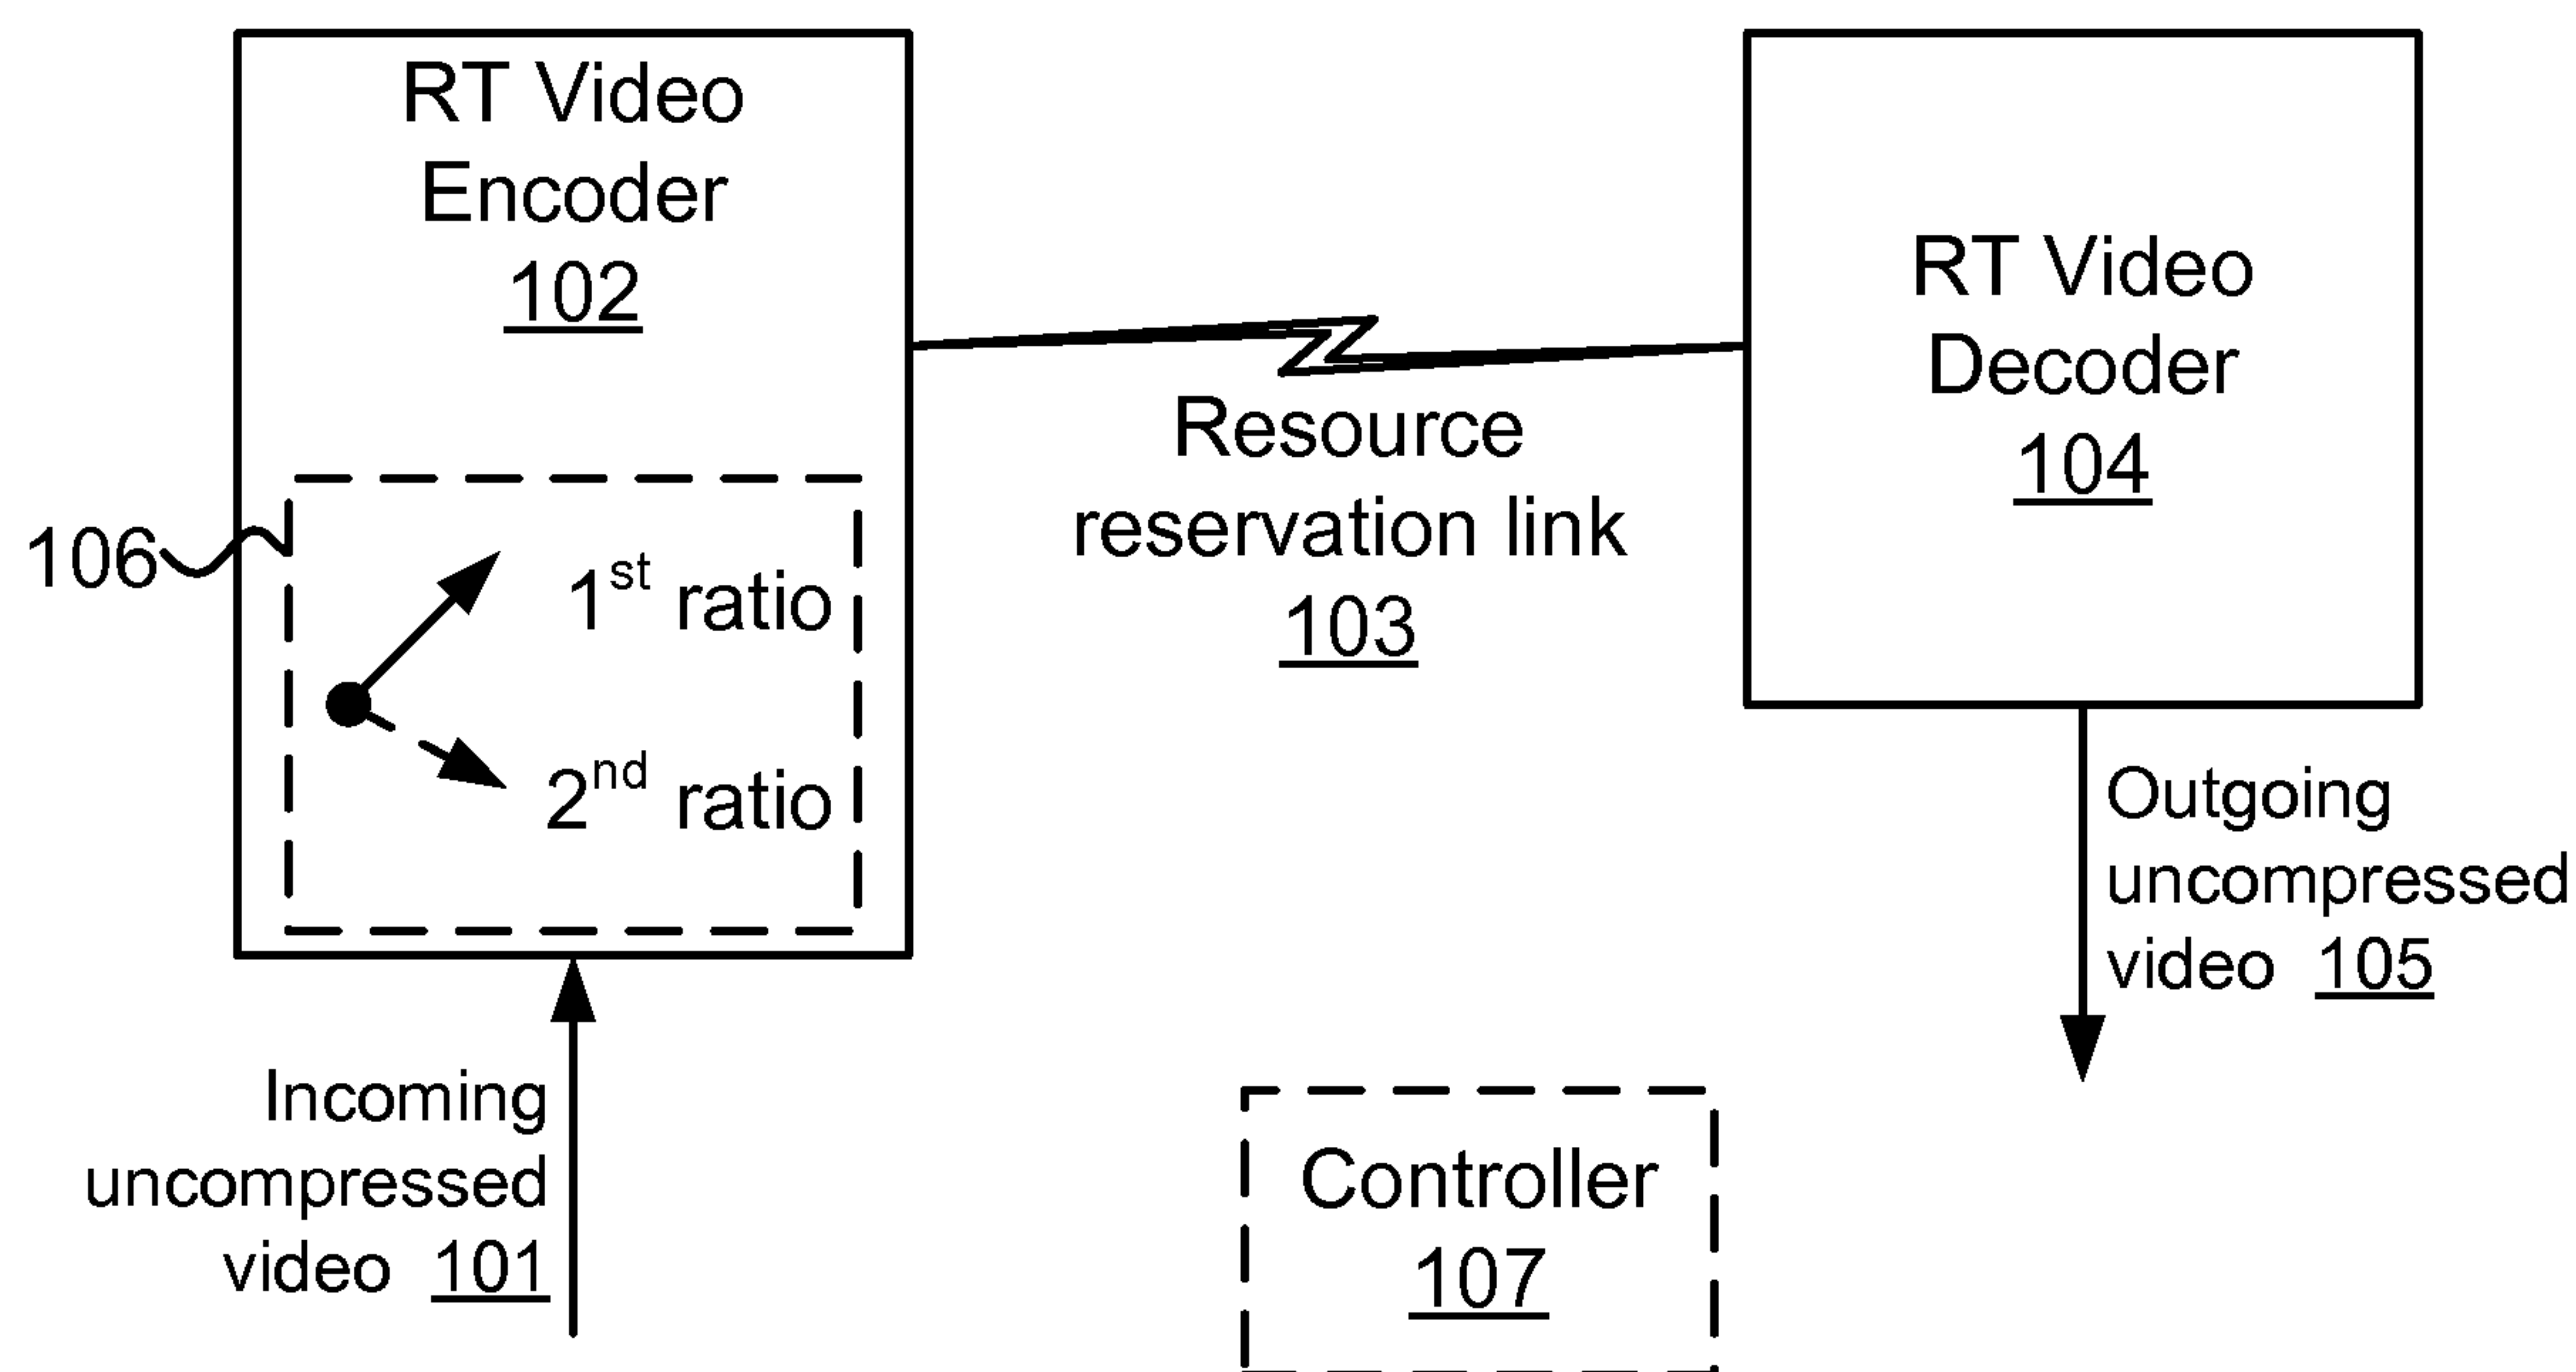 RT Video
Encoder
102
106
1st ratio
2nd ratio
Incoming
uncompressed
video 101
Resource
reservation link
103
RT Video
Decoder
104
Outgoing
uncompressed
video 105
Controller
107